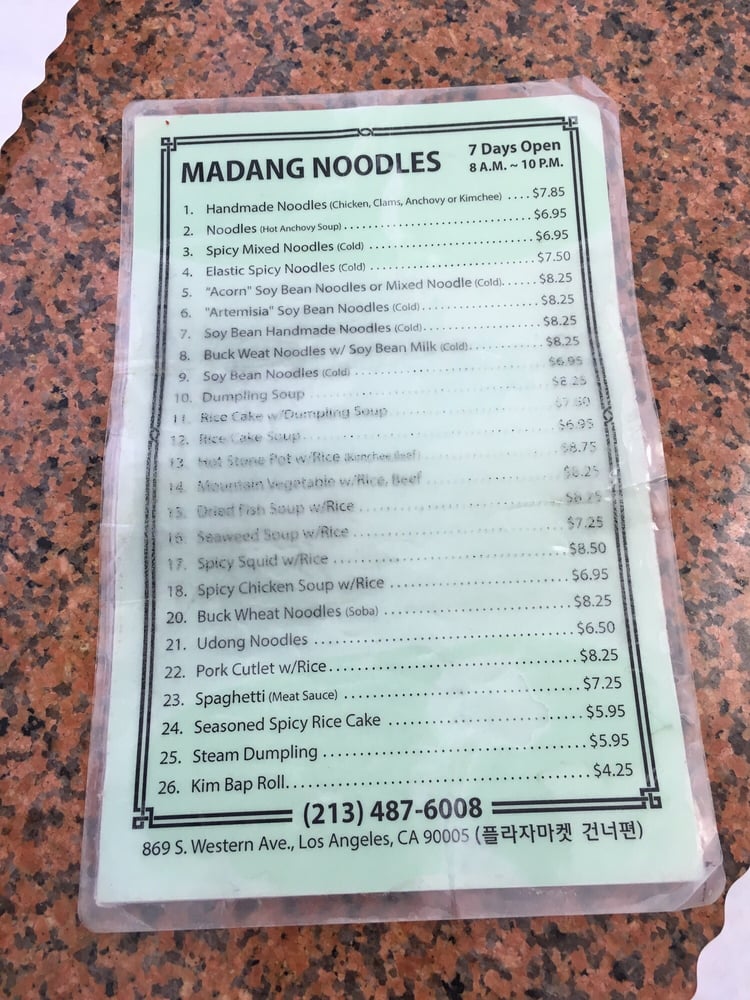 MADANG NOODLES
7 Days Open
8 A.M. ~ 10 P.M.
1. Handmade Noodles (Chicken, Clams, Anchovy or Kimchee) .... $7.85
2. Noodles (Hot Anchovy Soup) .... $6.95
3. Spicy Mixed Noodles (Cold) .... $6.95
4. Elastic Spicy Noodles (Cold) .... $7.50
5. "Acorn" Soy Bean Noodles or Mixed Noodle (Cold) .... $8.25
6. "Artemisia" Soy Bean Noodles (Cold) .... $8.25
7. Soy Bean Handmade Noodles (Cold) .... $8.25
8. Buck Weat Noodles w/ Soy Bean Milk (Cold) .... $8.25
9. Soy Bean Noodles (Cold) .... $6.95
10. Dumpling Soup .... $8.25
11. Rice Cake w/Dumpling Soup .... $7.50
12. Rice Cake Soup .... $6.95
13. Hot Stone Pot w/Rice (Kimchee, Beef) .... $8.75
14. Mountain Vegetable w/Rice, Beef .... $8.25
15. Dried Fish Soup w/Rice .... $8.25
16. Seaweed Soup w/Rice .... $7.25
17. Spicy Squid w/Rice .... $8.50
18. Spicy Chicken Soup w/Rice .... $6.95
20. Buck Wheat Noodles (Soba) .... $8.25
21. Udong Noodles .... $6.50
22. Pork Cutlet w/Rice .... $8.25
23. Spaghetti (Meat Sauce) .... $7.25
24. Seasoned Spicy Rice Cake .... $5.95
25. Steam Dumpling .... $5.95
26. Kim Bap Roll .... $4.25
(213) 487-6008
869 S. Western Ave., Los Angeles, CA 90005 (플라자마켓 건너편)